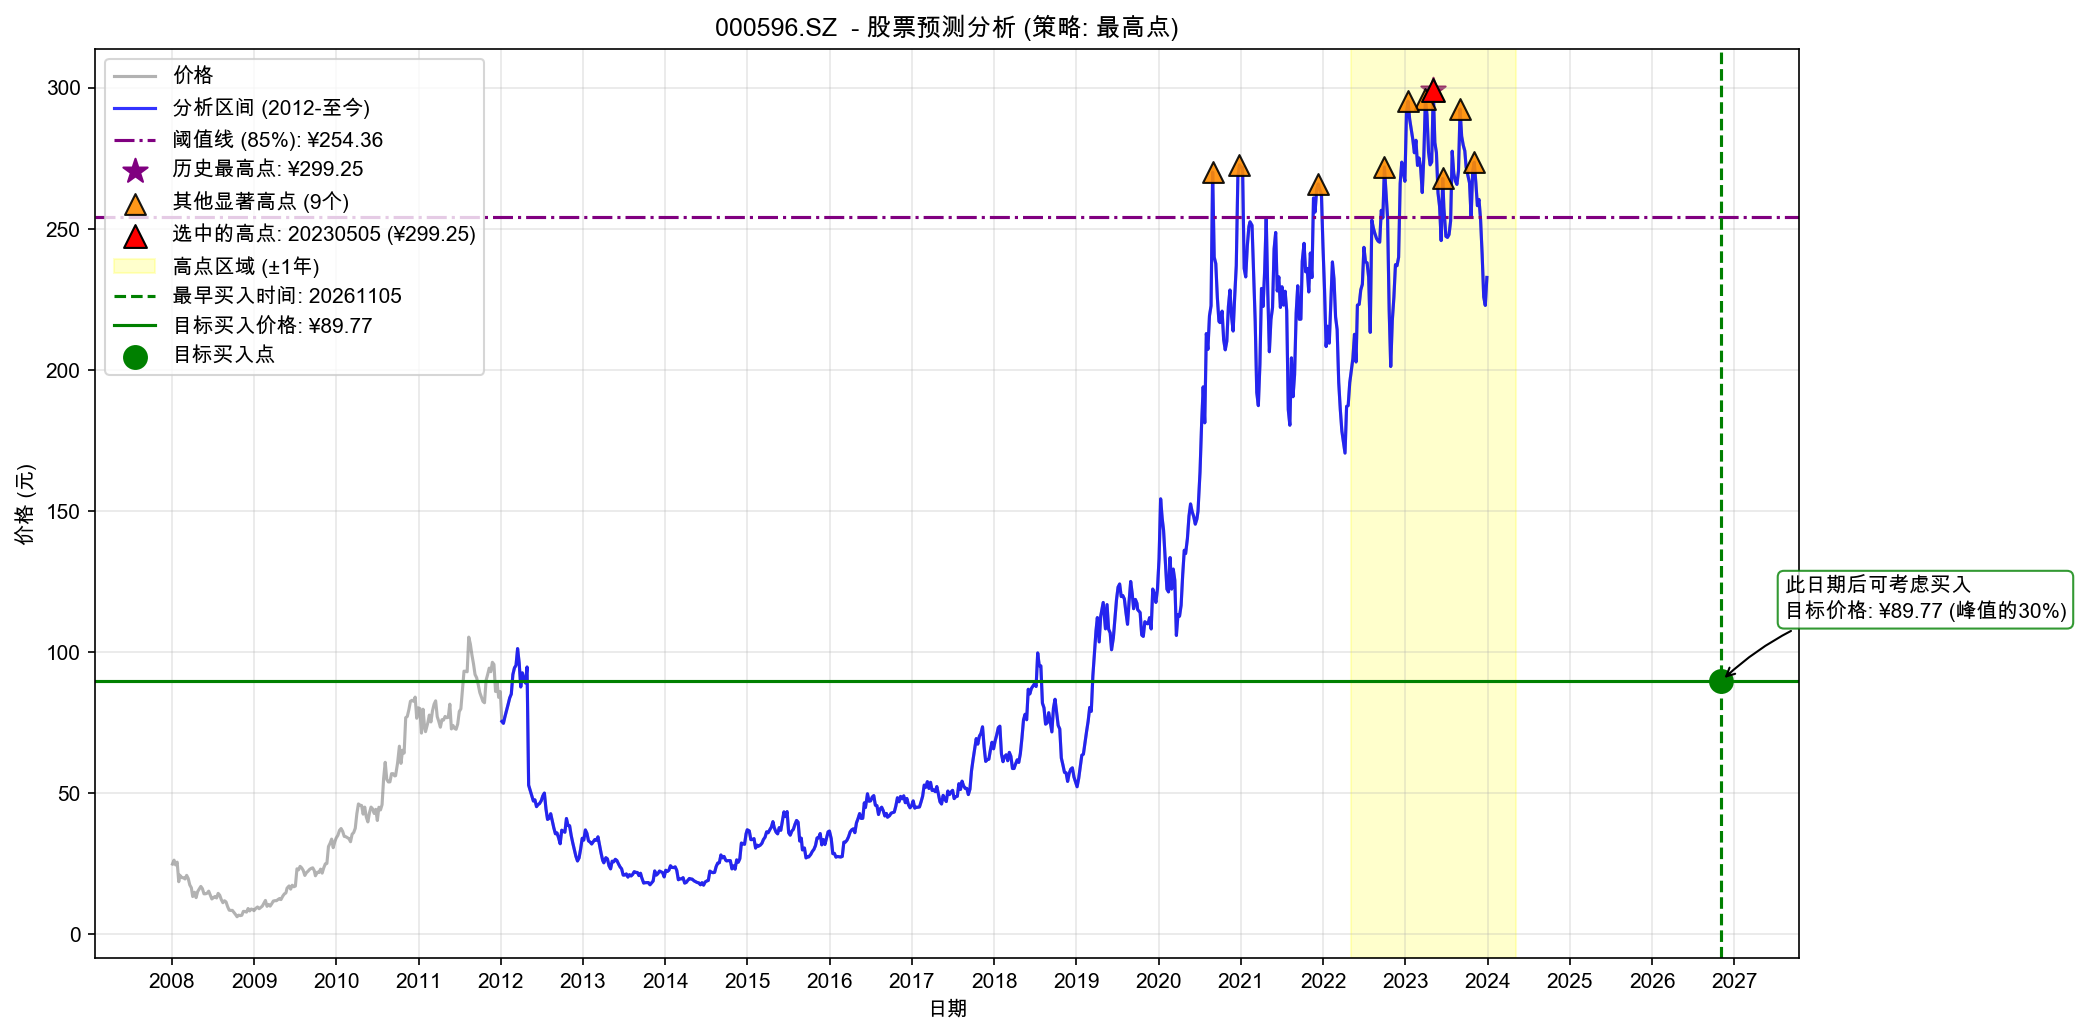 000596.SZ - 股票预测分析 (策略: 最高点)
价格
分析区间 (2012-至今)
阈值线 (85%): ¥254.36
历史最高点: ¥299.25
其他显著高点 (9个)
选中的高点: 20230505 (¥299.25)
高点区域 (±1年)
最早买入时间: 20261105
目标买入价格: ¥89.77
目标买入点
300
250
200
150
100
50
0
价格 (元)
此日期后可考虑买入
目标价格: ¥89.77 (峰值的30%)
2008 2009 2010 2011 2012 2013 2014 2015 2016 2017 2018 2019 2020 2021 2022 2023 2024 2025 2026 2027
日期